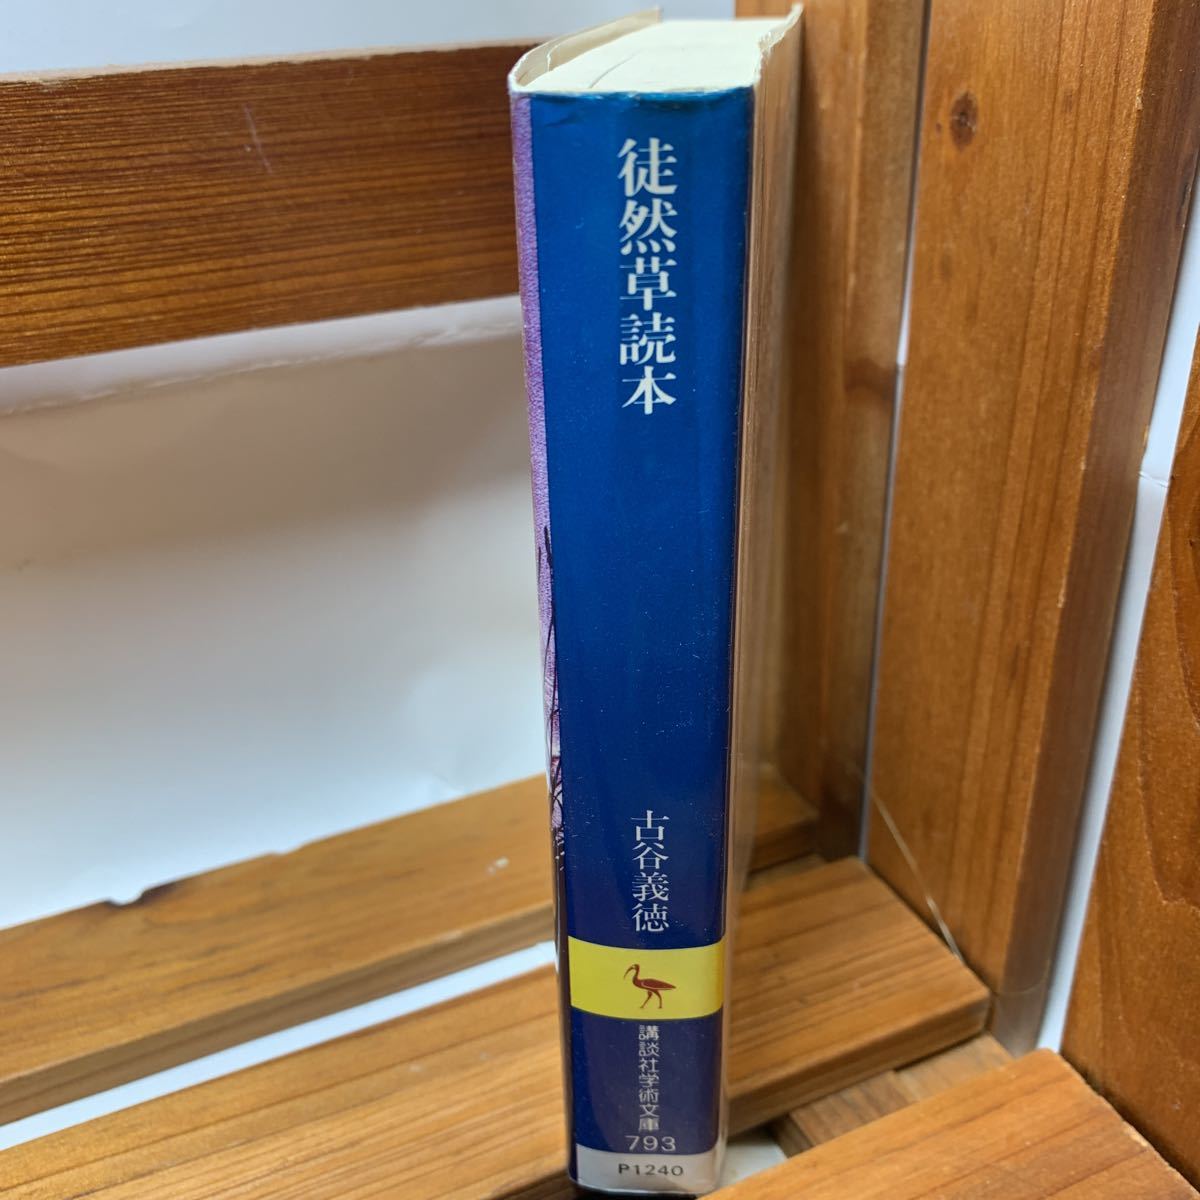 徒然草読本
古谷義徳
講談社学術文庫
793
P1240